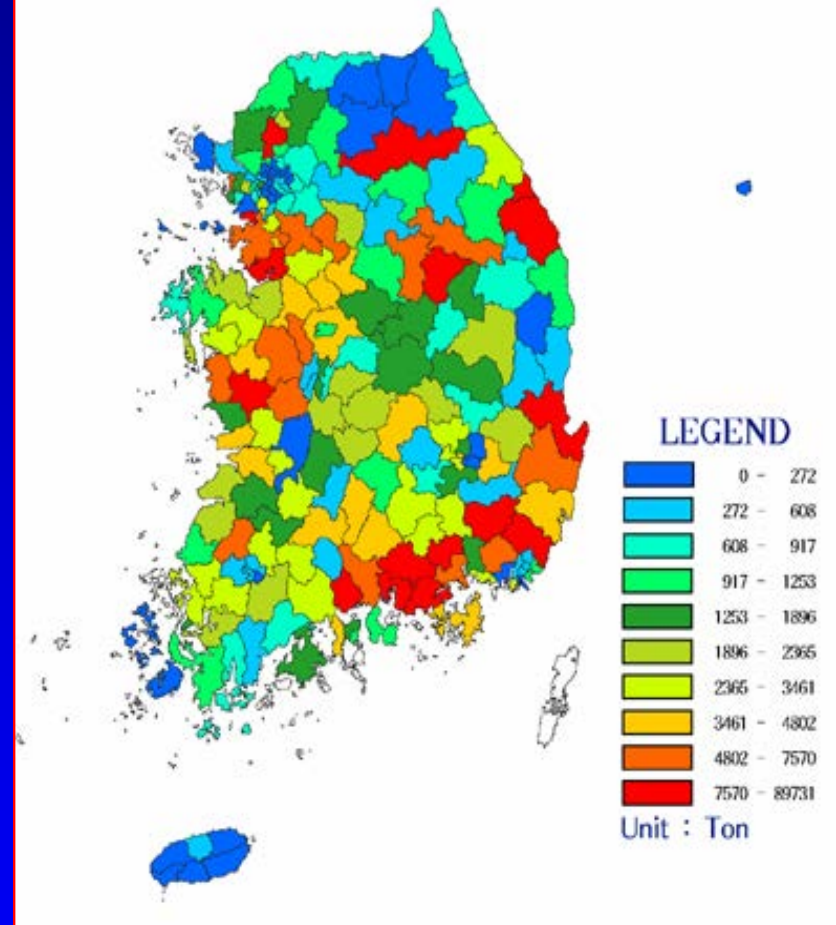 LEGEND
0 - 272
272 - 608
608 - 917
917 - 1253
1253 - 1896
1896 - 2365
2365 - 3461
3461 - 4802
4802 - 7570
7570 - 89731
Unit : Ton